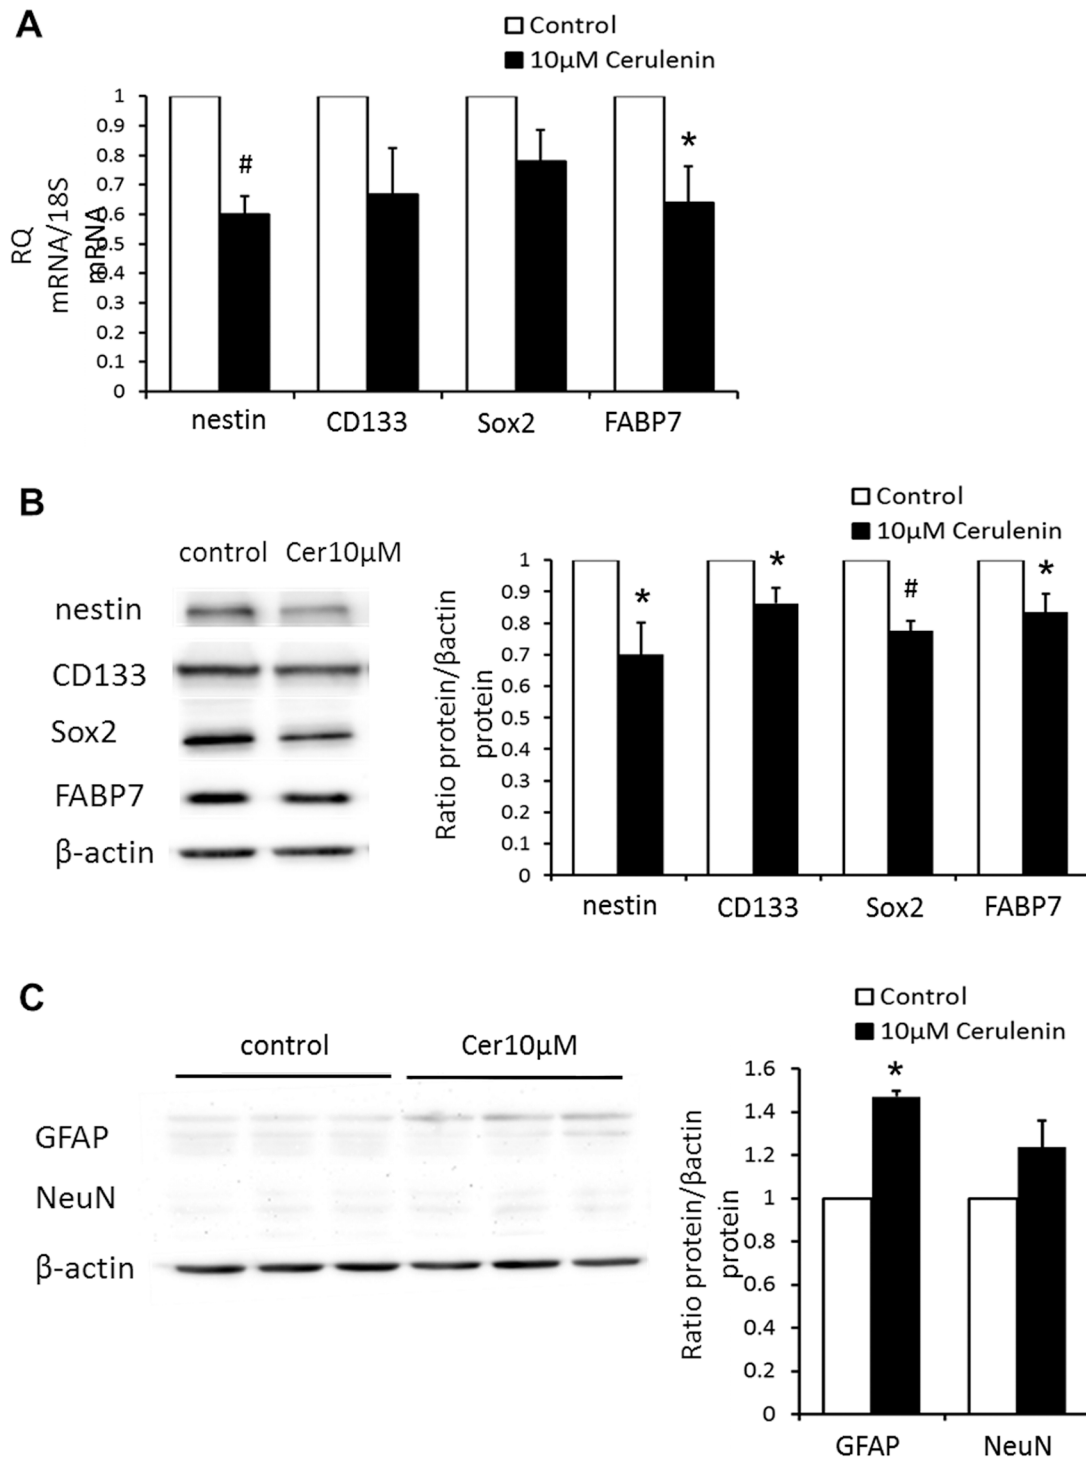 A
Control
10μM Cerulenin
1
0.9
0.8
0.7
0.6
0.5
0.4
0.3
0.2
0.1
0
RQ
mRNA/18S
mRNA
#
*
nestin CD133 Sox2 FABP7
B
control Cer10μM
nestin
CD133
Sox2
FABP7
β-actin
Control
10μM Cerulenin
1
0.9
0.8
0.7
0.6
0.5
0.4
0.3
0.2
0.1
0
Ratio protein/βactin
protein
* * # *
nestin CD133 Sox2 FABP7
C
control Cer10μM
GFAP
NeuN
β-actin
Control
10μM Cerulenin
1.6
1.4
1.2
1
0.8
0.6
0.4
0.2
0
Ratio protein/βactin
protein
*
GFAP NeuN